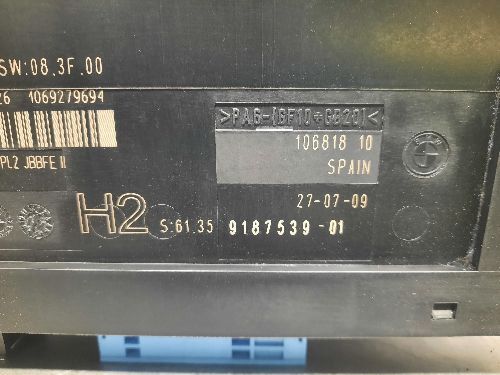 SW:08.3F.00
26 1069279694
>PA6-(GF10+GB20)<
106818 10
PL2 JBBFE II
SPAIN
27-07-09
H2 S:61.35 9187539-01